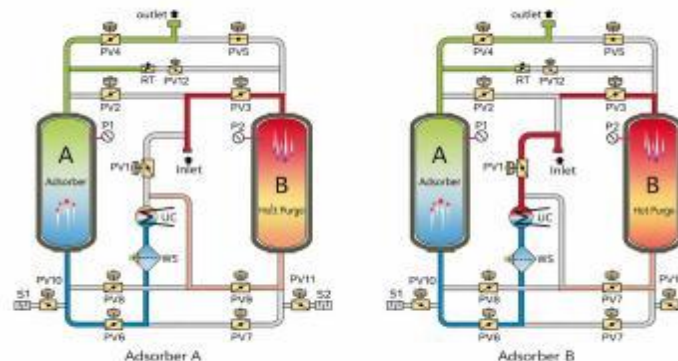 outlet
PV4
PV5
RT
PV12
PV2
PV3
P1
P2
A
Adsorber
PV1
Inlet
B
UC
WS
PV10
PV11
S1
PV8
PV9
S2
PV6
PV7
Adsorber A
outlet
PV4
PV5
RT
PV12
PV2
PV3
P1
P2
A
Adsorber
PV1
Inlet
B
Hot Purge
UC
WS
PV10
S1
PV8
PV7
PV6
PV7
Adsorber B